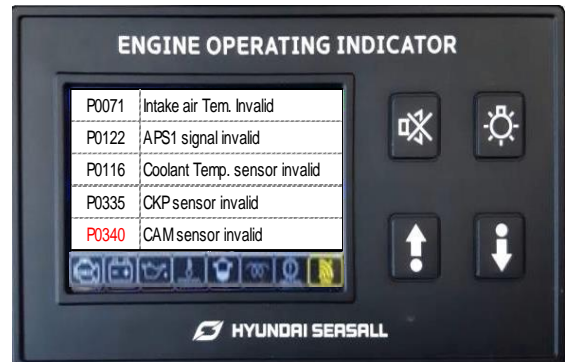 ENGINE OPERATING INDICATOR
P0071 Intake air Tem. Invalid
P0122 APS1 signal invalid
P0116 Coolant Temp. sensor invalid
P0335 CKP sensor invalid
P0340 CAM sensor invalid
HYUNDAI SEASALL